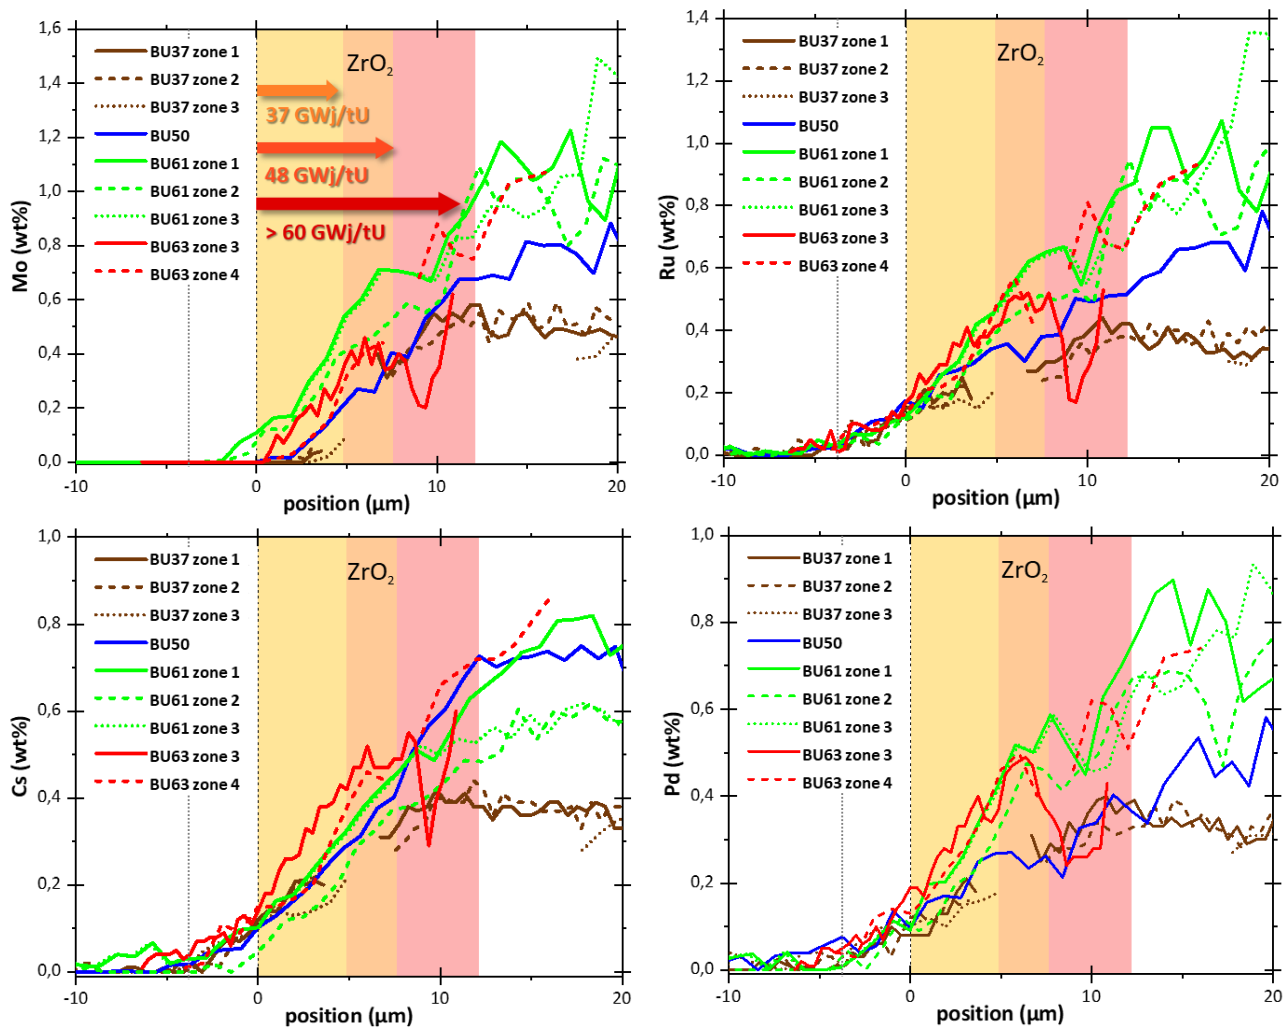 Mo (wt%)
1,6
1,4
1,2
1,0
0,8
0,6
0,4
0,2
0,0
-10
0
10
20
position (µm)
BU37 zone 1
BU37 zone 2
BU37 zone 3
BU50
BU61 zone 1
BU61 zone 2
BU61 zone 3
BU63 zone 3
BU63 zone 4
ZrO2
37 GWj/tU
48 GWj/tU
> 60 GWj/tU
Ru (wt%)
1,4
1,2
1,0
0,8
0,6
0,4
0,2
0,0
-10
0
10
20
position (µm)
BU37 zone 1
BU37 zone 2
BU37 zone 3
BU50
BU61 zone 1
BU61 zone 2
BU61 zone 3
BU63 zone 3
BU63 zone 4
ZrO2
Cs (wt%)
1,0
0,8
0,6
0,4
0,2
0,0
-10
0
10
20
position (µm)
BU37 zone 1
BU37 zone 2
BU37 zone 3
BU50
BU61 zone 1
BU61 zone 2
BU61 zone 3
BU63 zone 3
BU63 zone 4
ZrO2
Pd (wt%)
1,0
0,8
0,6
0,4
0,2
0,0
-10
0
10
20
position (µm)
BU37 zone 1
BU37 zone 2
BU37 zone 3
BU50
BU61 zone 1
BU61 zone 2
BU61 zone 3
BU63 zone 3
BU63 zone 4
ZrO2